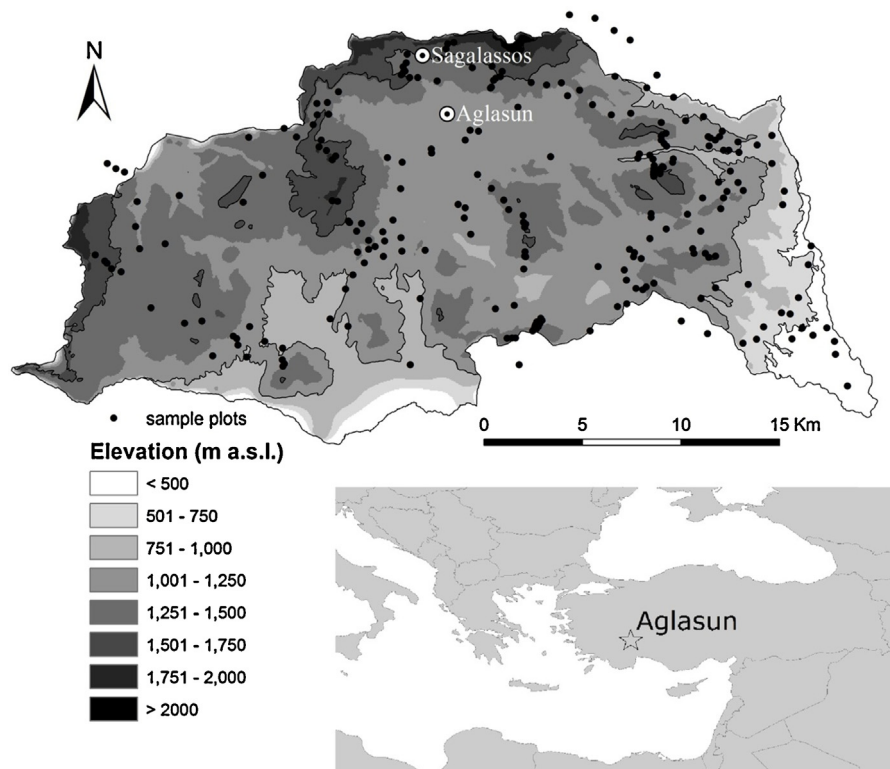 N
Sagalassos
Aglasun
sample plots
0 5 10 15 Km
Elevation (m a.s.l.)
< 500
501 - 750
751 - 1,000
1,001 - 1,250
1,251 - 1,500
1,501 - 1,750
1,751 - 2,000
> 2000
Aglasun